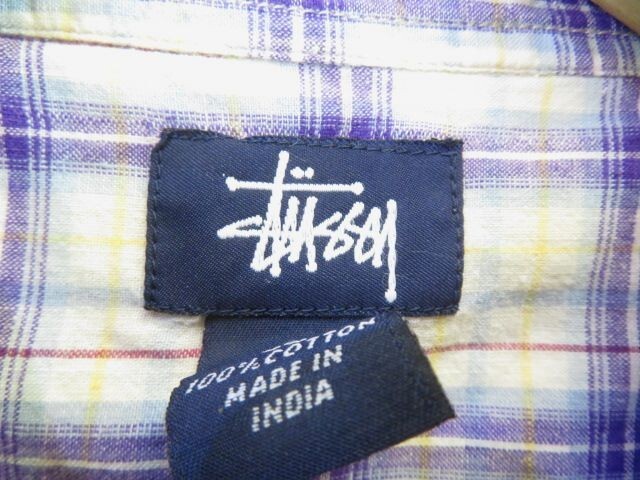 Stüssy
100% COTTON
MADE IN
INDIA